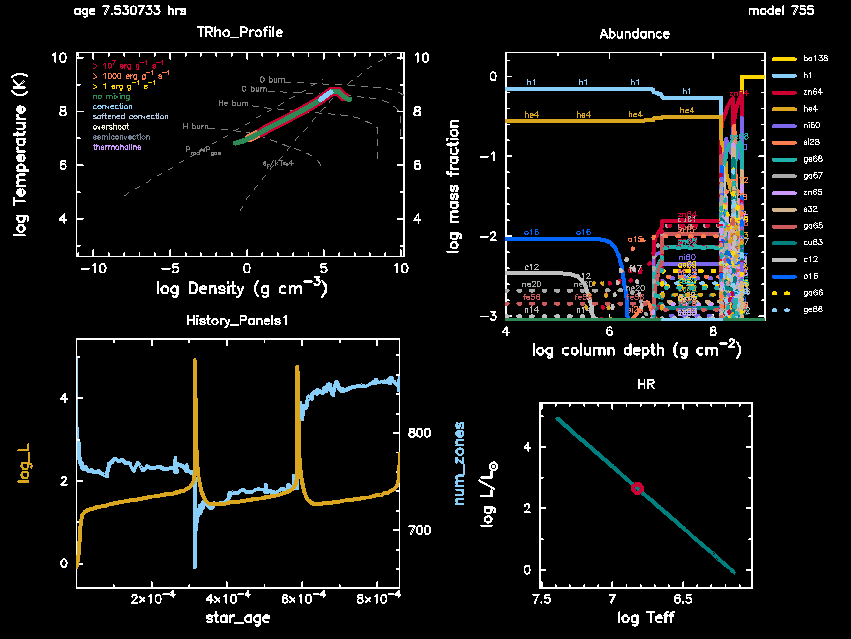 age 7.530733 hrs
model 755
TRho_Profile
> 10^7 erg g^-1 s^-1
> 1000 erg g^-1 s^-1
> 1 erg g^-1 s^-1
no mixing
convection
softened convection
overshoot
semiconvection
thermohaline
O burn
C burn
He burn
H burn
P_rad=P_gas
log Temperature (K)
10
8
6
4
10
8
6
4
−10
−5
0
5
10
log Density (g cm^-3)
Abundance
log mass fraction
0
−1
−2
−3
4
6
8
log column depth (g cm^-2)
h1 h1 h1 h1
he4 he4 he4 he4
o16 o16
c12
ne20
fe56
n14
ba138
h1
zn64
he4
ni60
si28
ge68
ga67
zn65
s32
ga65
cu63
c12
o16
ga66
ge66
History_Panels1
log_L
4
2
0
num_zones
800
700
2×10^-4
4×10^-4
6×10^-4
8×10^-4
star_age
HR
log L/L⊙
4
2
0
7.5
7
6.5
log Teff